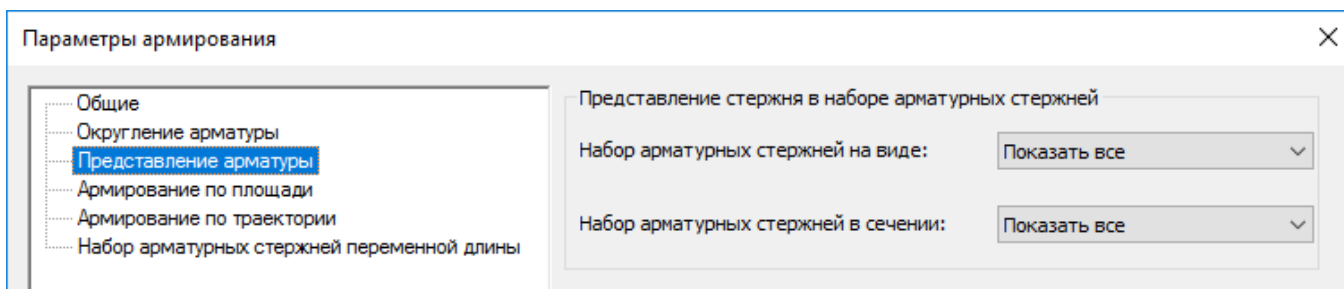 Параметры армирования
Общие
Округление арматуры
Представление арматуры
Армирование по площади
Армирование по траектории
Набор арматурных стержней переменной длины
Представление стержня в наборе арматурных стержней
Набор арматурных стержней на виде: Показать все
Набор арматурных стержней в сечении: Показать все